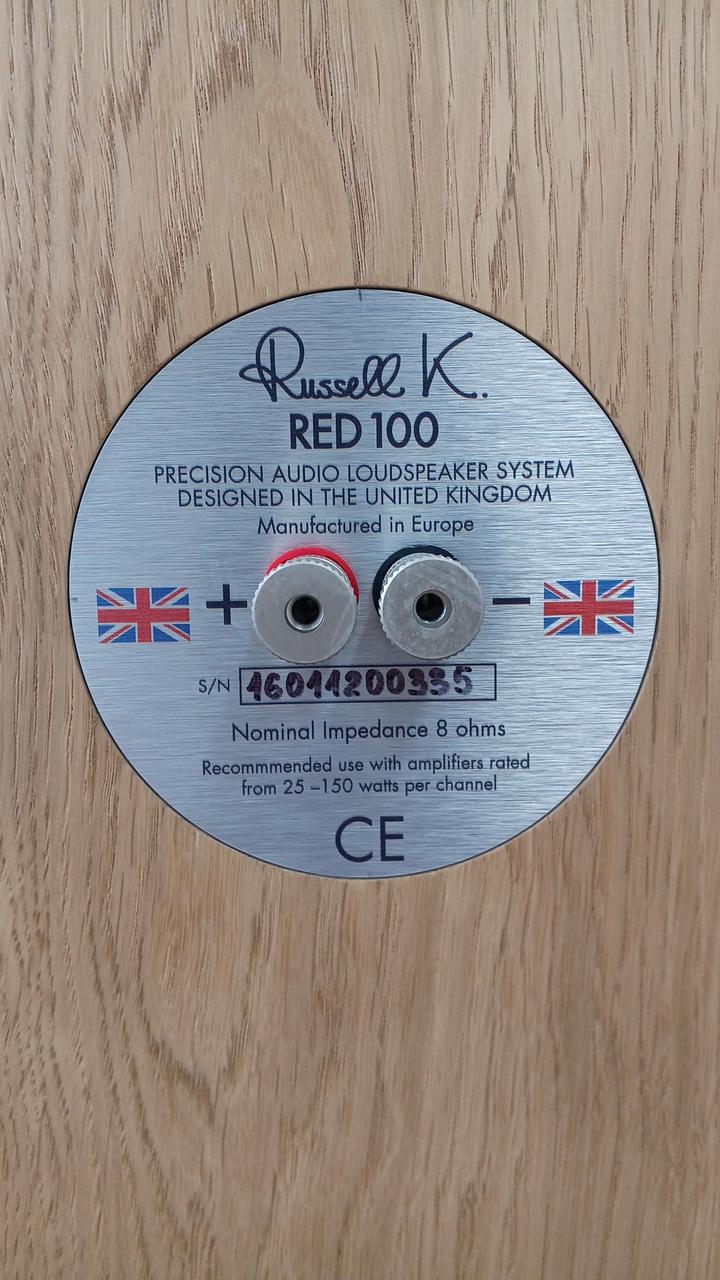 Russell K.
RED 100
PRECISION AUDIO LOUDSPEAKER SYSTEM
DESIGNED IN THE UNITED KINGDOM
Manufactured in Europe
+ −
S/N 16011200335
Nominal Impedance 8 ohms
Recommmended use with amplifiers rated
from 25 –150 watts per channel
CE